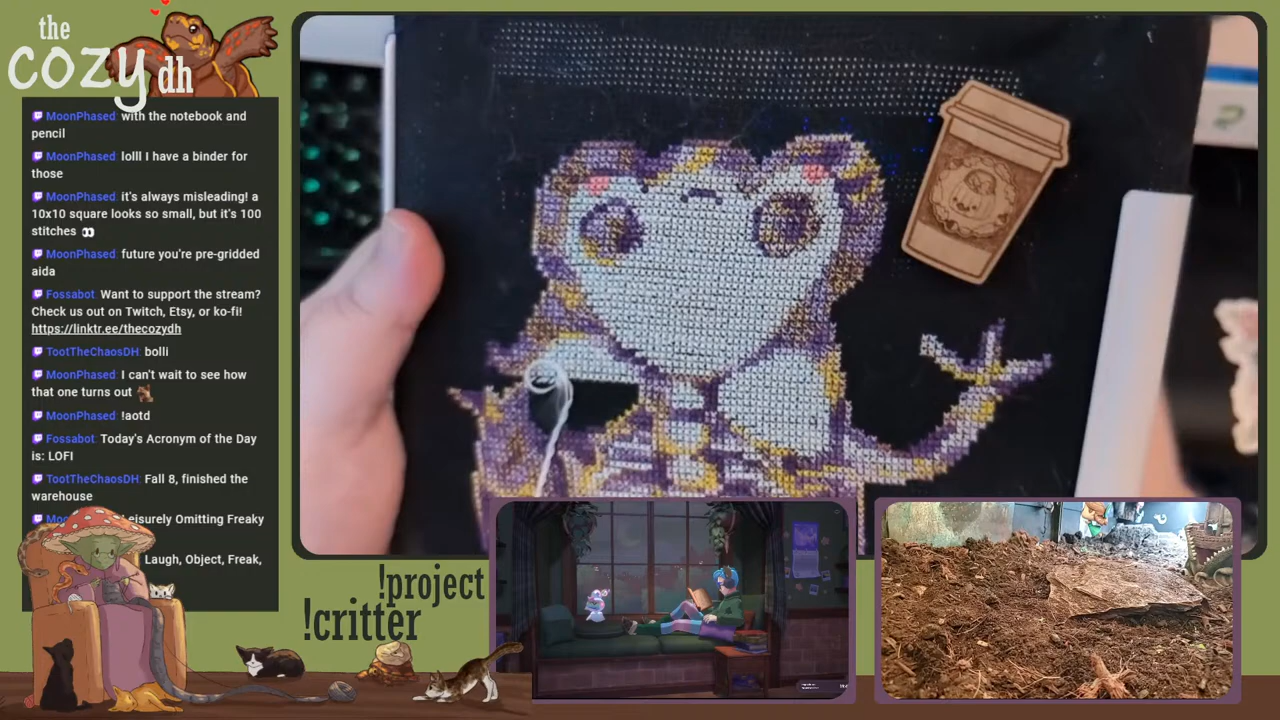 the
cozy dh
MoonPhased: with the notebook and
pencil
MoonPhased: lolll I have a binder for
those
MoonPhased: it's always misleading! a
10x10 square looks so small, but it's 100
stitches
MoonPhased: future you're pre-gridded
aida
Fossabot: Want to support the stream?
Check us out on Twitch, Etsy, or ko-fi!
https://linktr.ee/thecozydh
TootTheChaosDH: bolli
MoonPhased: I can't wait to see how
that one turns out
MoonPhased: !aotd
Fossabot: Today's Acronym of the Day
is: LOFI
TootTheChaosDH: Fall 8, finished the
warehouse
Leisurely Omitting Freaky
Laugh, Object, Freak,
!project
!critter